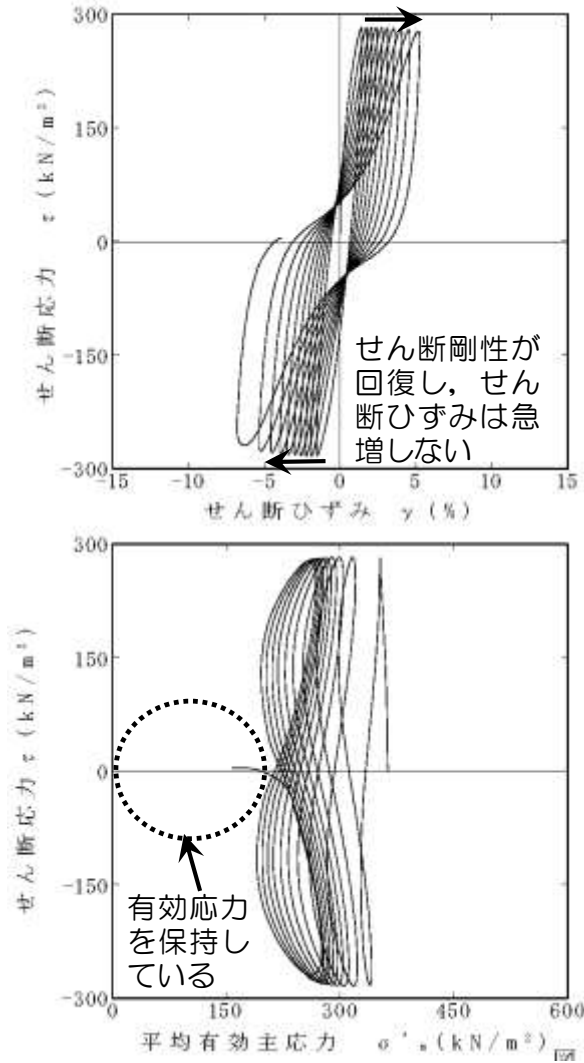 300
150
0
-150
-300
せん断応力 τ (kN/m²)
せん断剛性が
回復し，せん
断ひずみは急
増しない
-15 -10 -5 0 5 10 15
せん断ひずみ γ (%)
300
150
0
-150
-300
せん断応力 τ (kN/m²)
有効応力
を保持し
ている
0 150 300 450 600
平均有効主応力 σ'm (kN/m²)
図